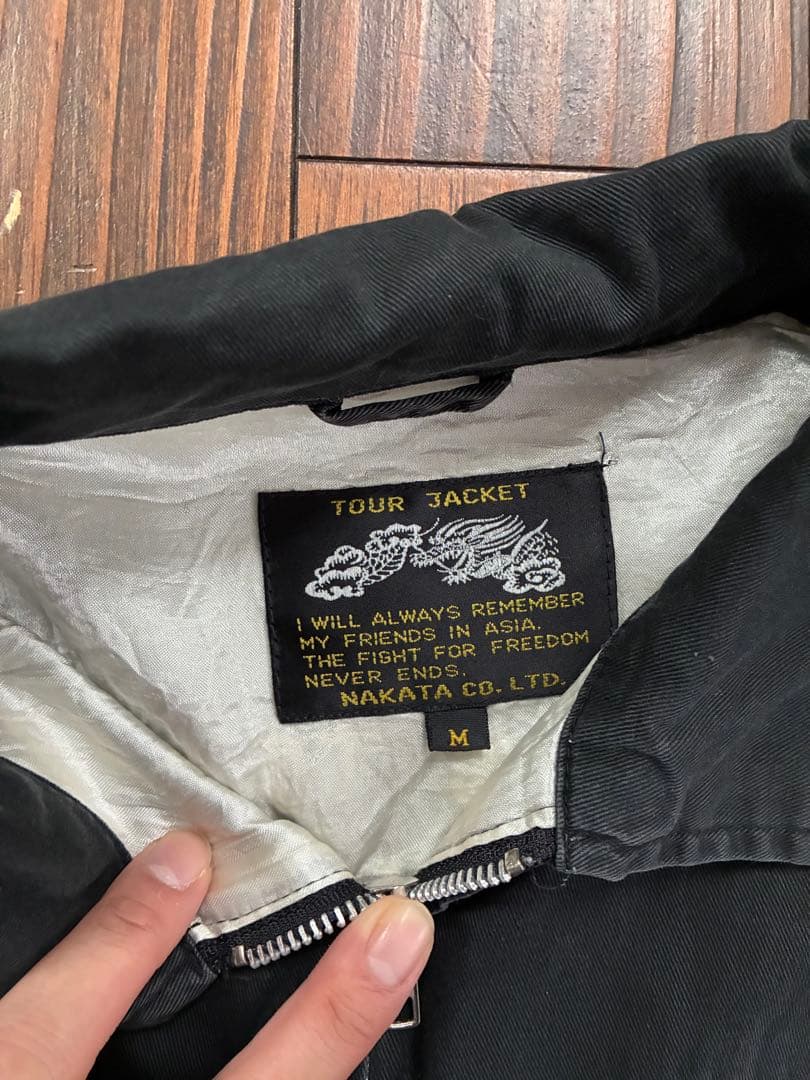 TOUR JACKET
I WILL ALWAYS REMEMBER
MY FRIENDS IN ASIA.
THE FIGHT FOR FREEDOM
NEVER ENDS.
NAKATA CO. LTD.
M